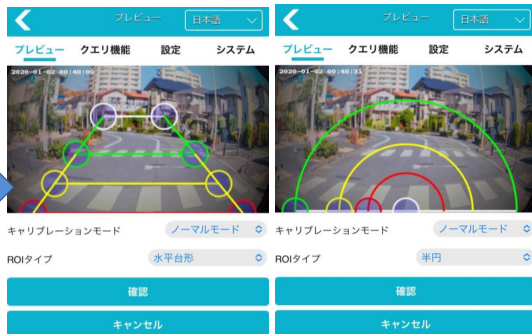 プレビュー 日本語
プレビュー クエリ機能 設定 システム
2020-01-02 00:40:00
キャリブレーションモード ノーマルモード
ROIタイプ 水平台形
確認
キャンセル
プレビュー 日本語
プレビュー クエリ機能 設定 システム
2020-01-02 00:40:31
キャリブレーションモード ノーマルモード
ROIタイプ 半円
確認
キャンセル